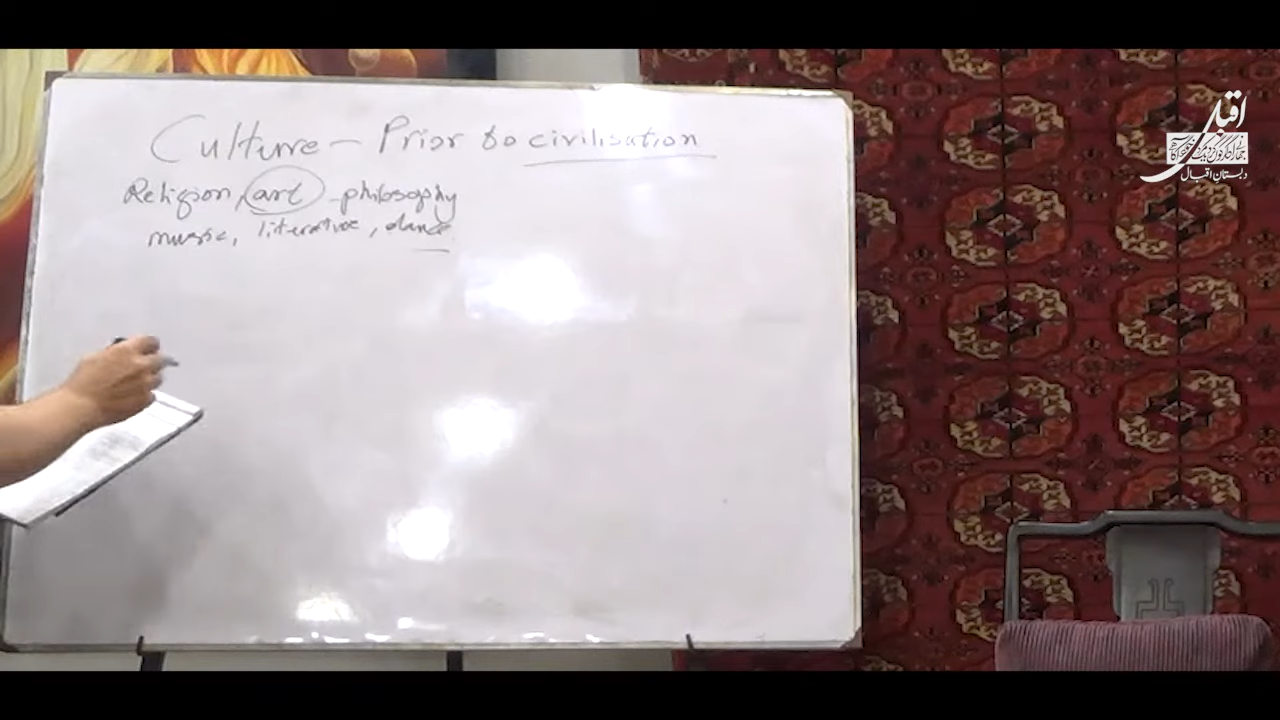 Culture – Prior to civilisation
Religion, art – philosophy
music, literature, dance.
اقبال
دبستانِ اقبال